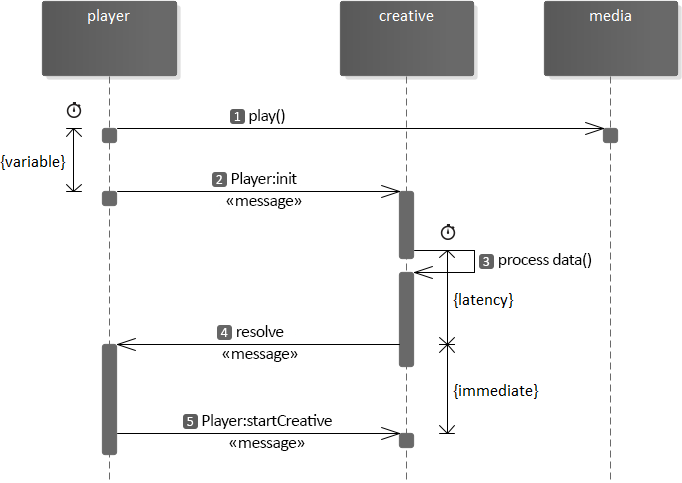 player
creative
media
1 play()
{variable}
2 Player:init
«message»
3 process data()
{latency}
4 resolve
«message»
{immediate}
5 Player:startCreative
«message»